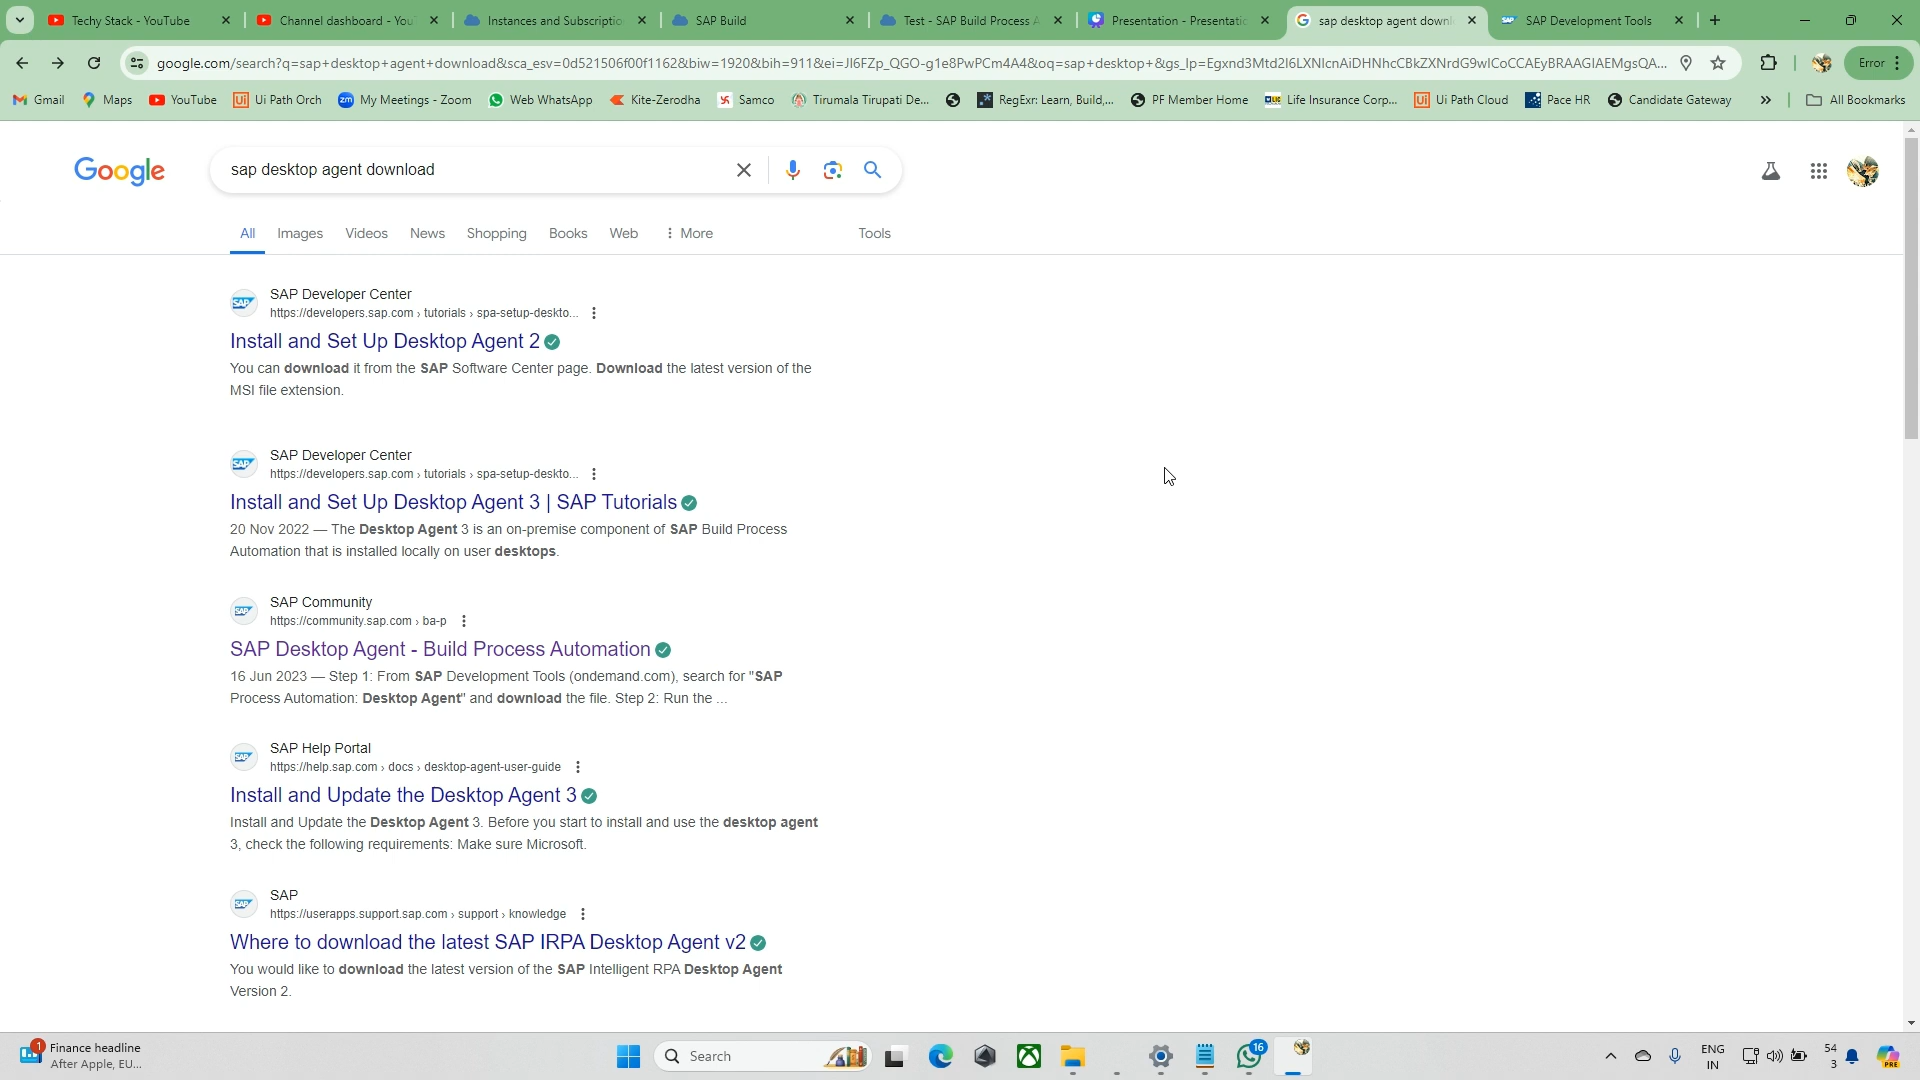 Techy Stack - YouTube
Channel dashboard - You
Instances and Subscriptio
SAP Build
Test - SAP Build Process A
Presentation - Presentatio
sap desktop agent downl
SAP Development Tools
google.com/search?q=sap+desktop+agent+download&sca_esv=0d521506f00f1162&biw=1920&bih=911&ei=JI6FZp_QGO-g1e8PwPCm4A4&oq=sap+desktop+&gs_lp=Egxnd3Mtd2l6LXNlcnAiDHNhcCBkZXNrdG9wICoCCAEyBRAAGIAEMgsQA...
Error
Gmail
Maps
YouTube
Ui Path Orch
My Meetings - Zoom
Web WhatsApp
Kite-Zerodha
Samco
Tirumala Tirupati De...
RegExr: Learn, Build,...
PF Member Home
Life Insurance Corp...
Ui Path Cloud
Pace HR
Candidate Gateway
All Bookmarks
Google
sap desktop agent download
All
Images
Videos
News
Shopping
Books
Web
More
Tools
SAP Developer Center
https://developers.sap.com › tutorials › spa-setup-deskto...
Install and Set Up Desktop Agent 2
You can download it from the SAP Software Center page. Download the latest version of the
MSI file extension.
SAP Developer Center
https://developers.sap.com › tutorials › spa-setup-deskto...
Install and Set Up Desktop Agent 3 | SAP Tutorials
20 Nov 2022 — The Desktop Agent 3 is an on-premise component of SAP Build Process
Automation that is installed locally on user desktops.
SAP Community
https://community.sap.com › ba-p
SAP Desktop Agent - Build Process Automation
16 Jun 2023 — Step 1: From SAP Development Tools (ondemand.com), search for "SAP
Process Automation: Desktop Agent" and download the file. Step 2: Run the ...
SAP Help Portal
https://help.sap.com › docs › desktop-agent-user-guide
Install and Update the Desktop Agent 3
Install and Update the Desktop Agent 3. Before you start to install and use the desktop agent
3, check the following requirements: Make sure Microsoft.
SAP
https://userapps.support.sap.com › support › knowledge
Where to download the latest SAP IRPA Desktop Agent v2
You would like to download the latest version of the SAP Intelligent RPA Desktop Agent
Version 2.
1
Finance headline
After Apple, EU...
Search
16
ENG
IN
54
3